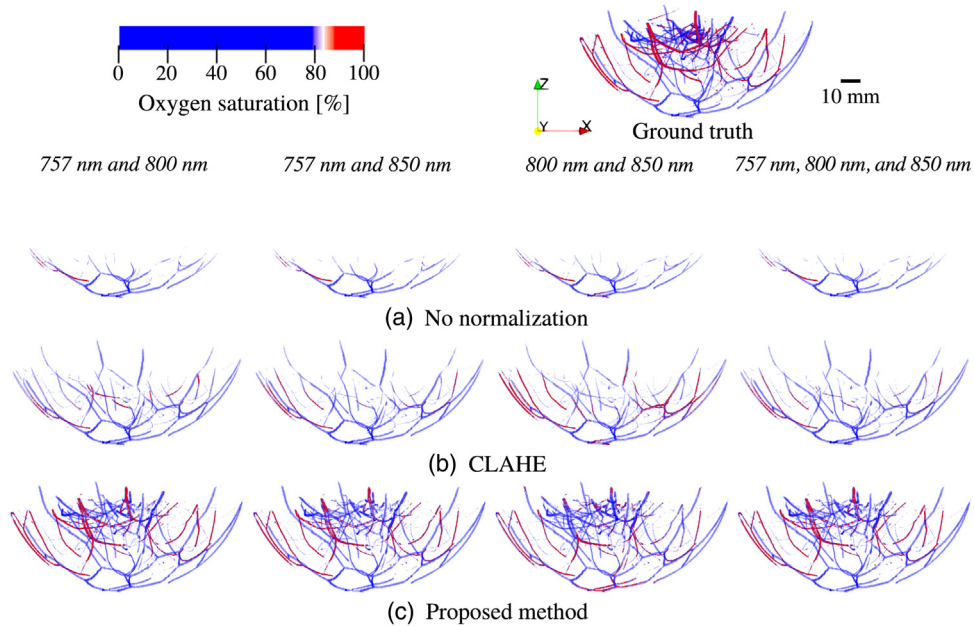 0 20 40 60 80 100
Oxygen saturation [%]
Z
Y X
10 mm
Ground truth
757 nm and 800 nm 757 nm and 850 nm 800 nm and 850 nm 757 nm, 800 nm, and 850 nm
(a) No normalization
(b) CLAHE
(c) Proposed method